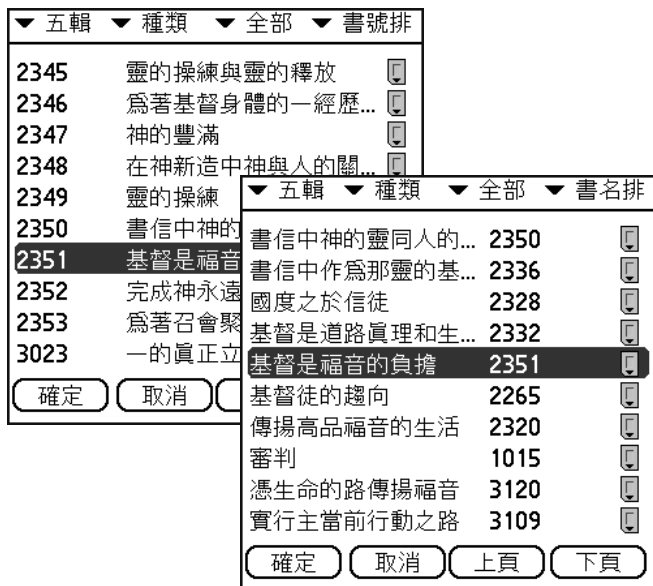 ▼ 五輯 ▼ 種類 ▼ 全部 ▼ 書號排
2345 靈的操練與靈的釋放
2346 爲著基督身體的一經歷...
2347 神的豐滿
2348 在神新造中神與人的關...
2349 靈的操練
2350 書信中神的
2351 基督是福音
2352 完成神永遠
2353 爲著召會聚
3023 一的眞正立
確定 取消
▼ 五輯 ▼ 種類 ▼ 全部 ▼ 書名排
書信中神的靈同人的... 2350
書信中作爲那靈的基... 2336
國度之於信徒 2328
基督是道路眞理和生... 2332
基督是福音的負擔 2351
基督徒的趨向 2265
傳揚高品福音的生活 2320
審判 1015
憑生命的路傳揚福音 3120
實行主當前行動之路 3109
確定 取消 上頁 下頁